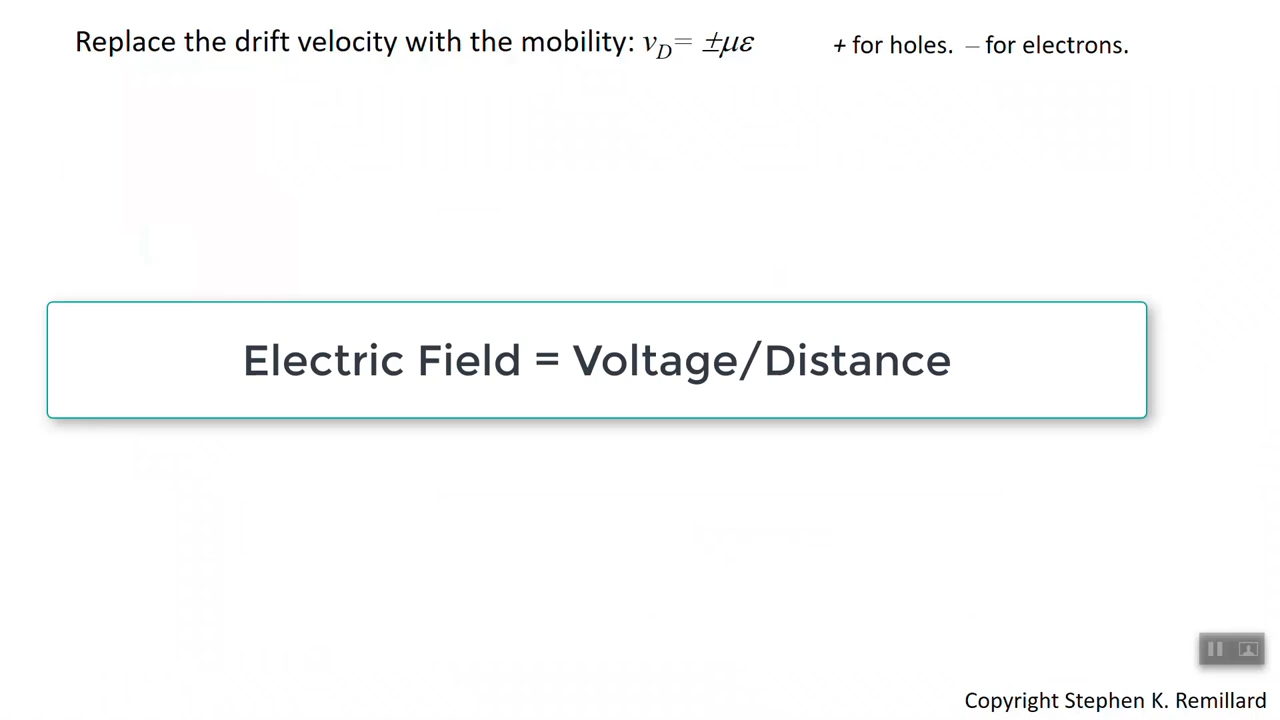 Replace the drift velocity with the mobility: v_D= ±με + for holes. – for electrons.
Electric Field = Voltage/Distance
Copyright Stephen K. Remillard